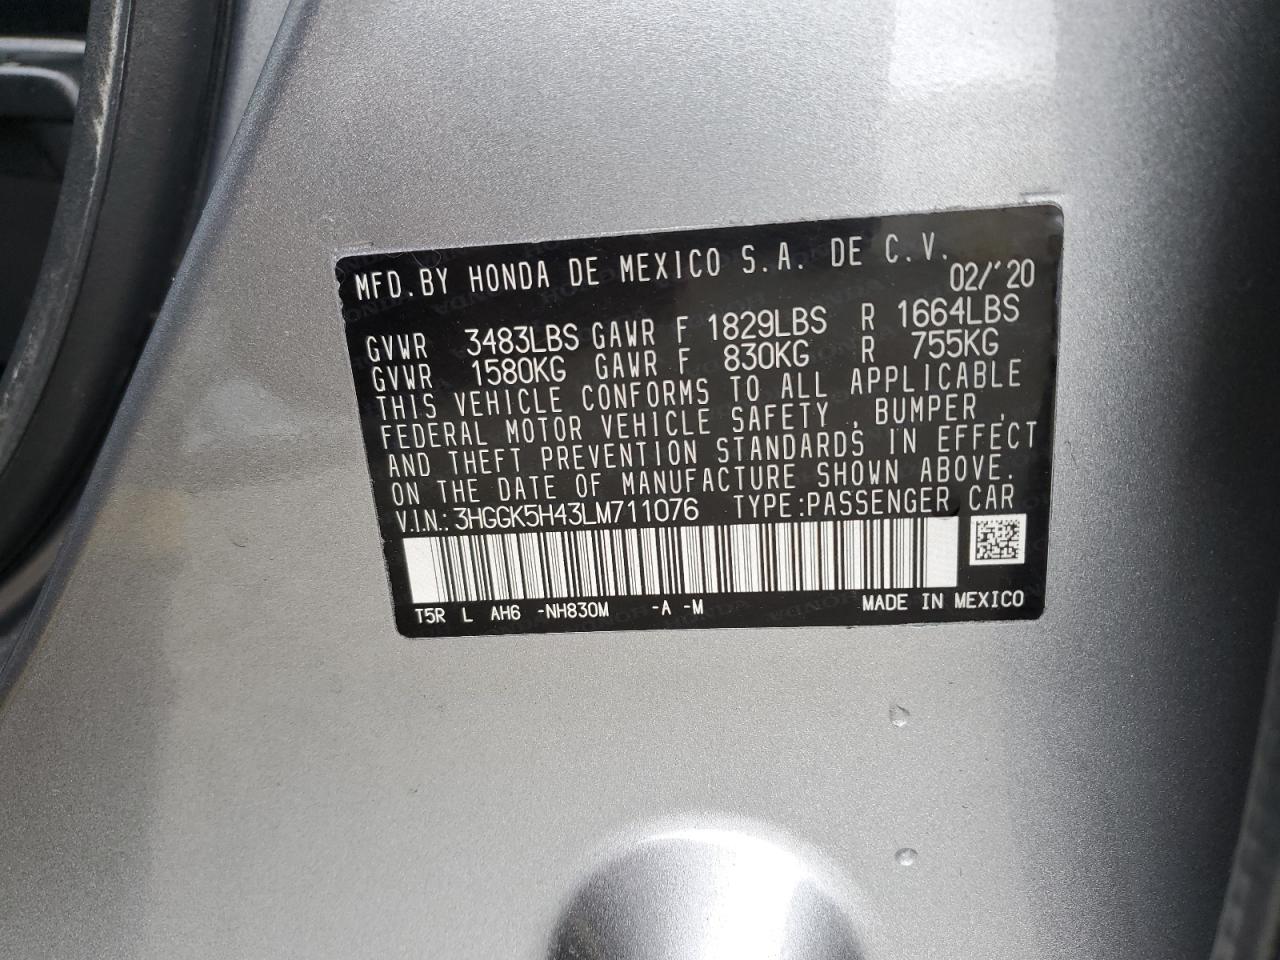 MFD. BY HONDA DE MEXICO S.A. DE C.V.
02/'20
GVWR 3483LBS GAWR F 1829LBS R 1664LBS
GVWR 1580KG GAWR F 830KG R 755KG
THIS VEHICLE CONFORMS TO ALL APPLICABLE
FEDERAL MOTOR VEHICLE SAFETY, BUMPER,
AND THEFT PREVENTION STANDARDS IN EFFECT
ON THE DATE OF MANUFACTURE SHOWN ABOVE.
V.I.N.: 3HGGK5H43LM711076 TYPE:PASSENGER CAR
T5R L AH6 -NH830M -A -M MADE IN MEXICO